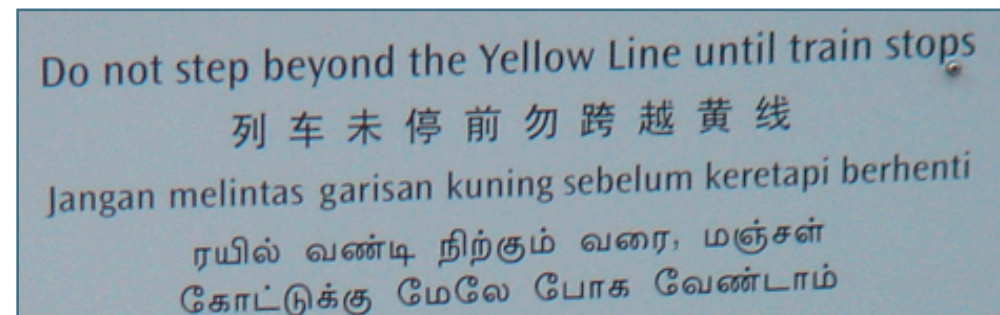 Do not step beyond the Yellow Line until train stops
列车未停前勿跨越黄线
Jangan melintas garisan kuning sebelum keretapi berhenti
ரயில் வண்டி நிற்கும் வரை, மஞ்சள்
கோட்டுக்கு மேலே போக வேண்டாம்